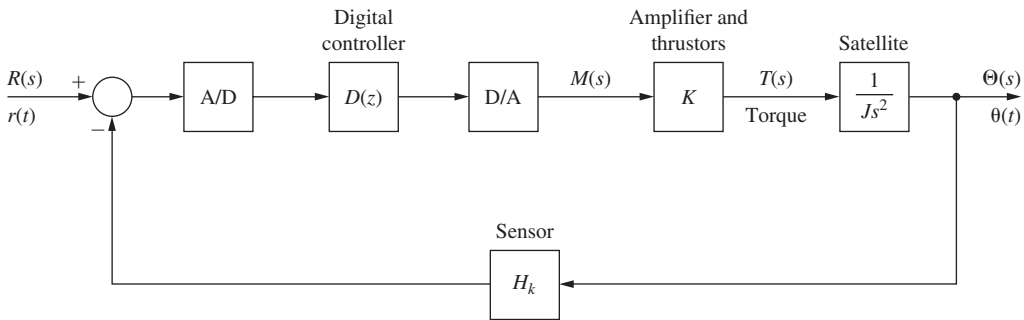 Digital
controller
Amplifier and
thrustors
Satellite
R(s)
r(t)
+
−
A/D
D(z)
D/A
M(s)
K
T(s)
Torque
1
Js²
Θ(s)
θ(t)
Sensor
H_k